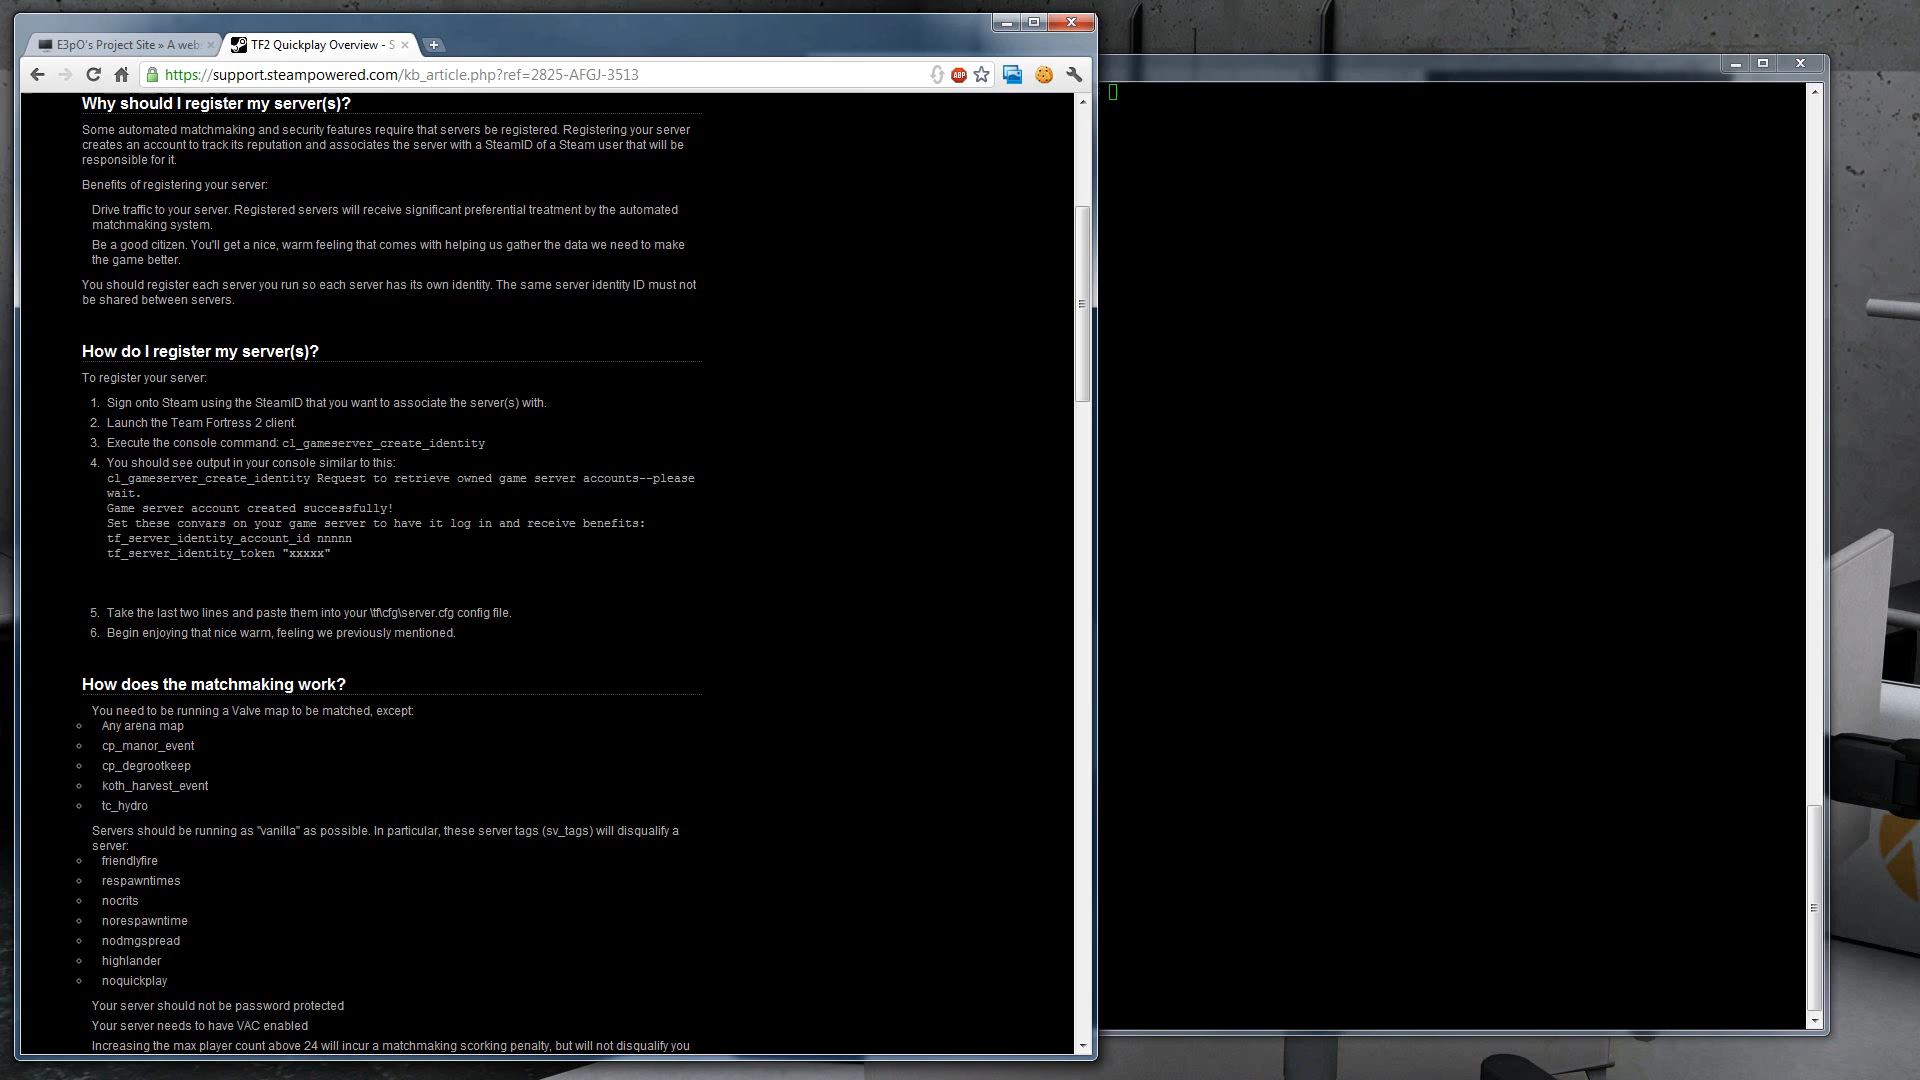 E3pO's Project Site » A web
TF2 Quickplay Overview - S
https://support.steampowered.com/kb_article.php?ref=2825-AFGJ-3513
ABP
Why should I register my server(s)?
Some automated matchmaking and security features require that servers be registered. Registering your server
creates an account to track its reputation and associates the server with a SteamID of a Steam user that will be
responsible for it.
Benefits of registering your server:
Drive traffic to your server. Registered servers will receive significant preferential treatment by the automated
matchmaking system.
Be a good citizen. You'll get a nice, warm feeling that comes with helping us gather the data we need to make
the game better.
You should register each server you run so each server has its own identity. The same server identity ID must not
be shared between servers.
How do I register my server(s)?
To register your server:
1. Sign onto Steam using the SteamID that you want to associate the server(s) with.
2. Launch the Team Fortress 2 client.
3. Execute the console command: cl_gameserver_create_identity
4. You should see output in your console similar to this:
cl_gameserver_create_identity Request to retrieve owned game server accounts--please
wait.
Game server account created successfully!
Set these convars on your game server to have it log in and receive benefits:
tf_server_identity_account_id nnnnn
tf_server_identity_token "xxxxx"
5. Take the last two lines and paste them into your \tf\cfg\server.cfg config file.
6. Begin enjoying that nice warm, feeling we previously mentioned.
How does the matchmaking work?
You need to be running a Valve map to be matched, except:
Any arena map
cp_manor_event
cp_degrootkeep
koth_harvest_event
tc_hydro
Servers should be running as "vanilla" as possible. In particular, these server tags (sv_tags) will disqualify a
server:
friendlyfire
respawntimes
nocrits
norespawntime
nodmgspread
highlander
noquickplay
Your server should not be password protected
Your server needs to have VAC enabled
Increasing the max player count above 24 will incur a matchmaking scorking penalty, but will not disqualify you